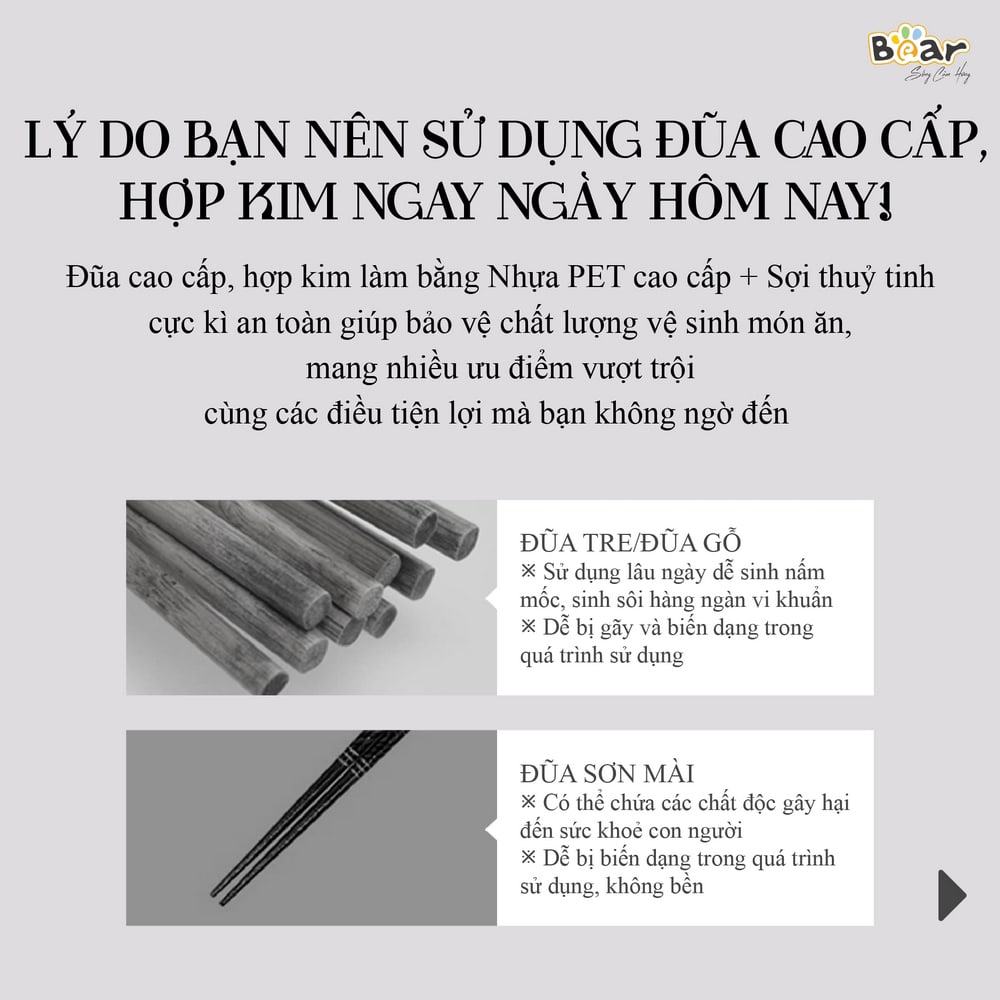 Bear
Sống Cảm Hứng
LÝ DO BẠN NÊN SỬ DỤNG ĐŨA CAO CẤP,
HỢP KIM NGAY NGÀY HÔM NAY!
Đũa cao cấp, hợp kim làm bằng Nhựa PET cao cấp + Sợi thuỷ tinh
cực kì an toàn giúp bảo vệ chất lượng vệ sinh món ăn,
mang nhiều ưu điểm vượt trội
cùng các điều tiện lợi mà bạn không ngờ đến
ĐŨA TRE/ĐŨA GỖ
※ Sử dụng lâu ngày dễ sinh nấm
mốc, sinh sôi hàng ngàn vi khuẩn
※ Dễ bị gãy và biến dạng trong
quá trình sử dụng
ĐŨA SƠN MÀI
※ Có thể chứa các chất độc gây hại
đến sức khoẻ con người
※ Dễ bị biến dạng trong quá trình
sử dụng, không bền